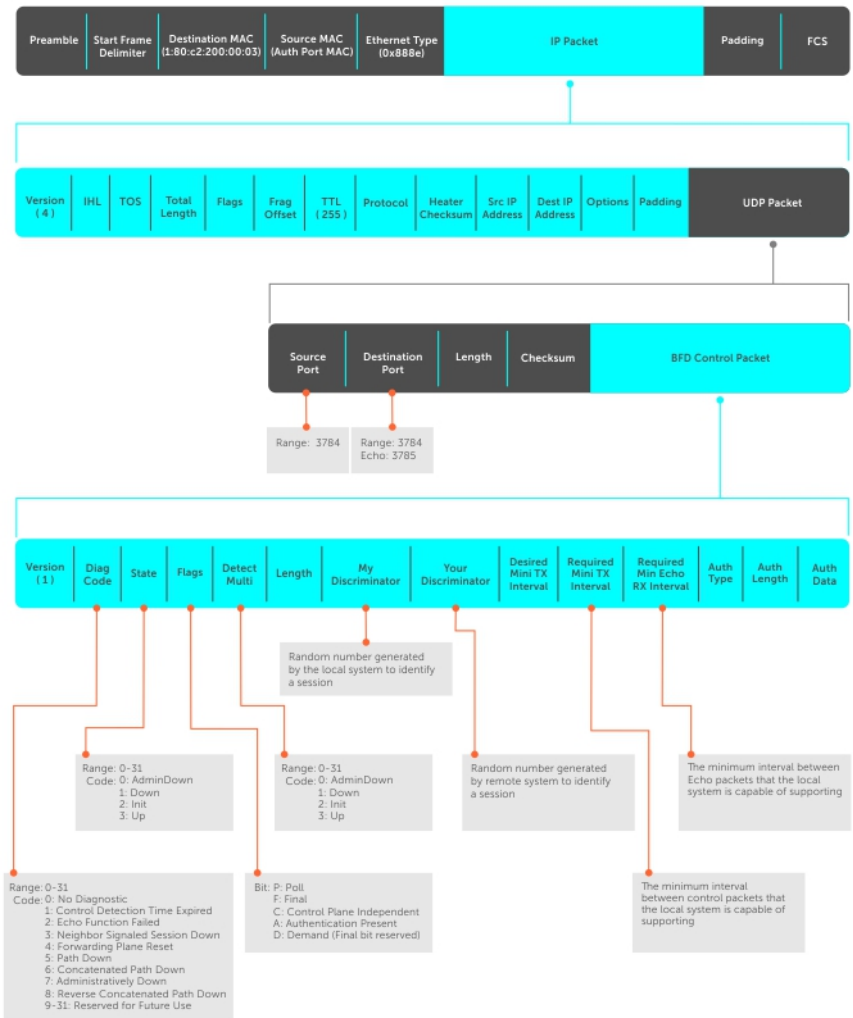 Preamble
Start Frame
Delimiter
Destination MAC
(1:80:c2:200:00:03)
Source MAC
(Auth Port MAC)
Ethernet Type
(0x888e)
IP Packet
Padding
FCS
Version
( 4 )
IHL
TOS
Total
Length
Flags
Frag
Offset
TTL
( 255 )
Protocol
Heater
Checksum
Src IP
Address
Dest IP
Address
Options
Padding
UDP Packet
Source
Port
Destination
Port
Length
Checksum
BFD Control Packet
Range: 3784
Range: 3784
Echo: 3785
Version
( 1 )
Diag
Code
State
Flags
Detect
Multi
Length
My
Discriminator
Your
Discriminator
Desired
Mini TX
Interval
Required
Mini TX
Interval
Required
Min Echo
RX Interval
Auth
Type
Auth
Length
Auth
Data
Random number generated
by the local system to identify
a session
Range: 0-31
Code: 0: AdminDown
1: Down
2: Init
3: Up
Range: 0-31
Code: 0: AdminDown
1: Down
2: Init
3: Up
Random number generated
by remote system to identify
a session
The minimum interval between
Echo packets that the local
system is capable of supporting
Range: 0-31
Code: 0: No Diagnostic
1: Control Detection Time Expired
2: Echo Function Failed
3: Neighbor Signaled Session Down
4: Forwarding Plane Reset
5: Path Down
6: Concatenated Path Down
7: Administratively Down
8: Reverse Concatenated Path Down
9-31: Reserved for Future Use
Bit: P: Poll
F: Final
C: Control Plane Independent
A: Authentication Present
D: Demand (Final bit reserved)
The minimum interval
between control packets that
the local system is capable of
supporting